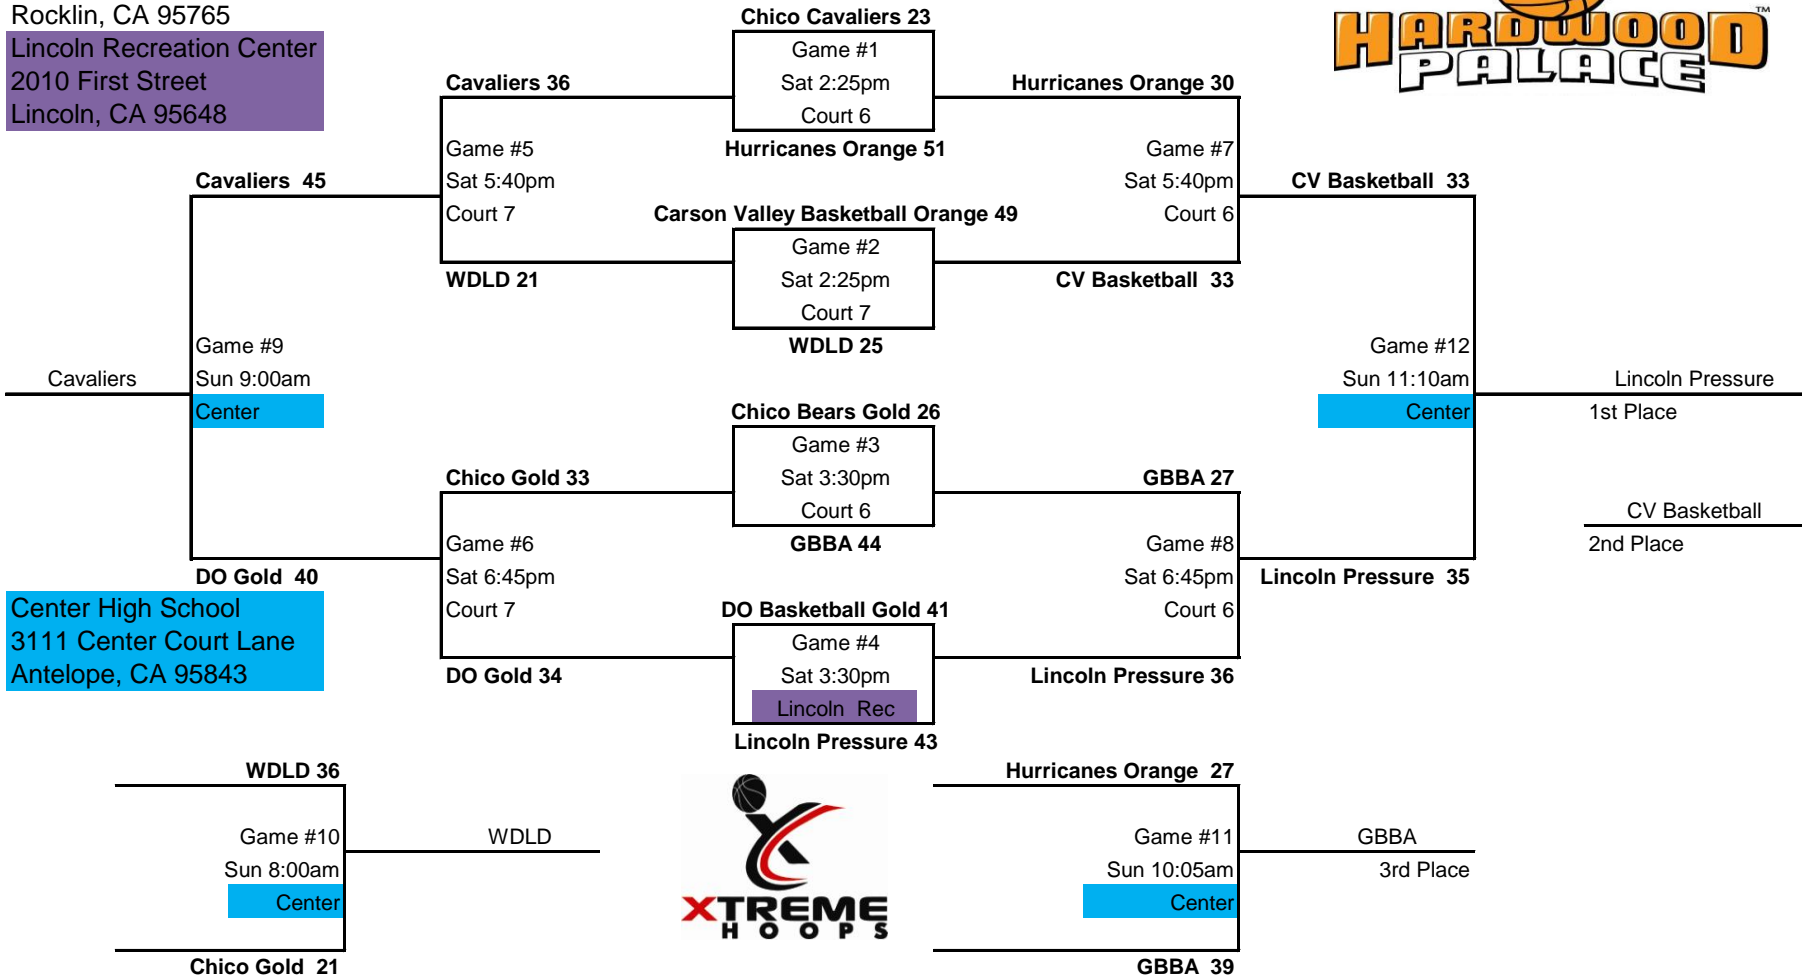 Rocklin, CA 95765
Lincoln Recreation Center
2010 First Street
Lincoln, CA 95648
HARDWOOD
PALACE
TM
Chico Cavaliers 23
Game #1
Sat 2:25pm
Court 6
Hurricanes Orange 51
Cavaliers 36
Game #5
Sat 5:40pm
Court 7
WDLD 21
Hurricanes Orange 30
Game #7
Sat 5:40pm
Court 6
CV Basketball 33
Carson Valley Basketball Orange 49
Game #2
Sat 2:25pm
Court 7
WDLD 25
Cavaliers 45
Game #9
Sun 9:00am
Center
DO Gold 40
Cavaliers
CV Basketball 33
Game #12
Sun 11:10am
Center
Lincoln Pressure 35
Lincoln Pressure
1st Place
CV Basketball
2nd Place
Chico Bears Gold 26
Game #3
Sat 3:30pm
Court 6
GBBA 44
Chico Gold 33
Game #6
Sat 6:45pm
Court 7
DO Gold 34
GBBA 27
Game #8
Sat 6:45pm
Court 6
Lincoln Pressure 36
DO Basketball Gold 41
Game #4
Sat 3:30pm
Lincoln Rec
Lincoln Pressure 43
Center High School
3111 Center Court Lane
Antelope, CA 95843
WDLD 36
Game #10
Sun 8:00am
Center
Chico Gold 21
WDLD
XTREME
HOOPS
Hurricanes Orange 27
Game #11
Sun 10:05am
Center
GBBA 39
GBBA
3rd Place